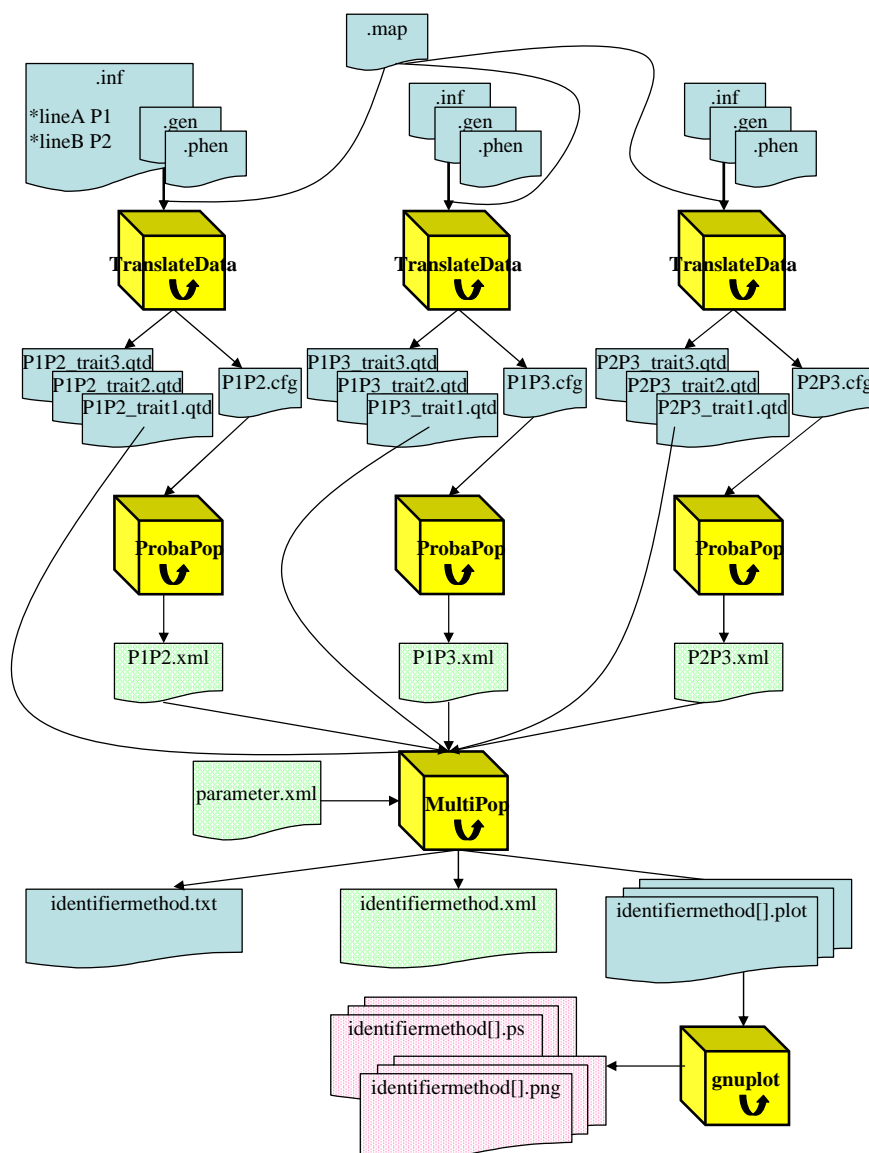 .map
.inf
*lineA P1
*lineB P2
.gen
.phen
.inf
.gen
.phen
.inf
.gen
.phen
TranslateData
TranslateData
TranslateData
P1P2_trait3.qtd
P1P2_trait2.qtd
P1P2_trait1.qtd
P1P2.cfg
P1P3_trait3.qtd
P1P3_trait2.qtd
P1P3_trait1.qtd
P1P3.cfg
P2P3_trait3.qtd
P2P3_trait2.qtd
P2P3_trait1.qtd
P2P3.cfg
ProbaPop
ProbaPop
ProbaPop
P1P2.xml
P1P3.xml
P2P3.xml
parameter.xml
MultiPop
identifiermethod.txt
identifiermethod.xml
identifiermethod[].plot
identifiermethod[].ps
identifiermethod[].png
gnuplot